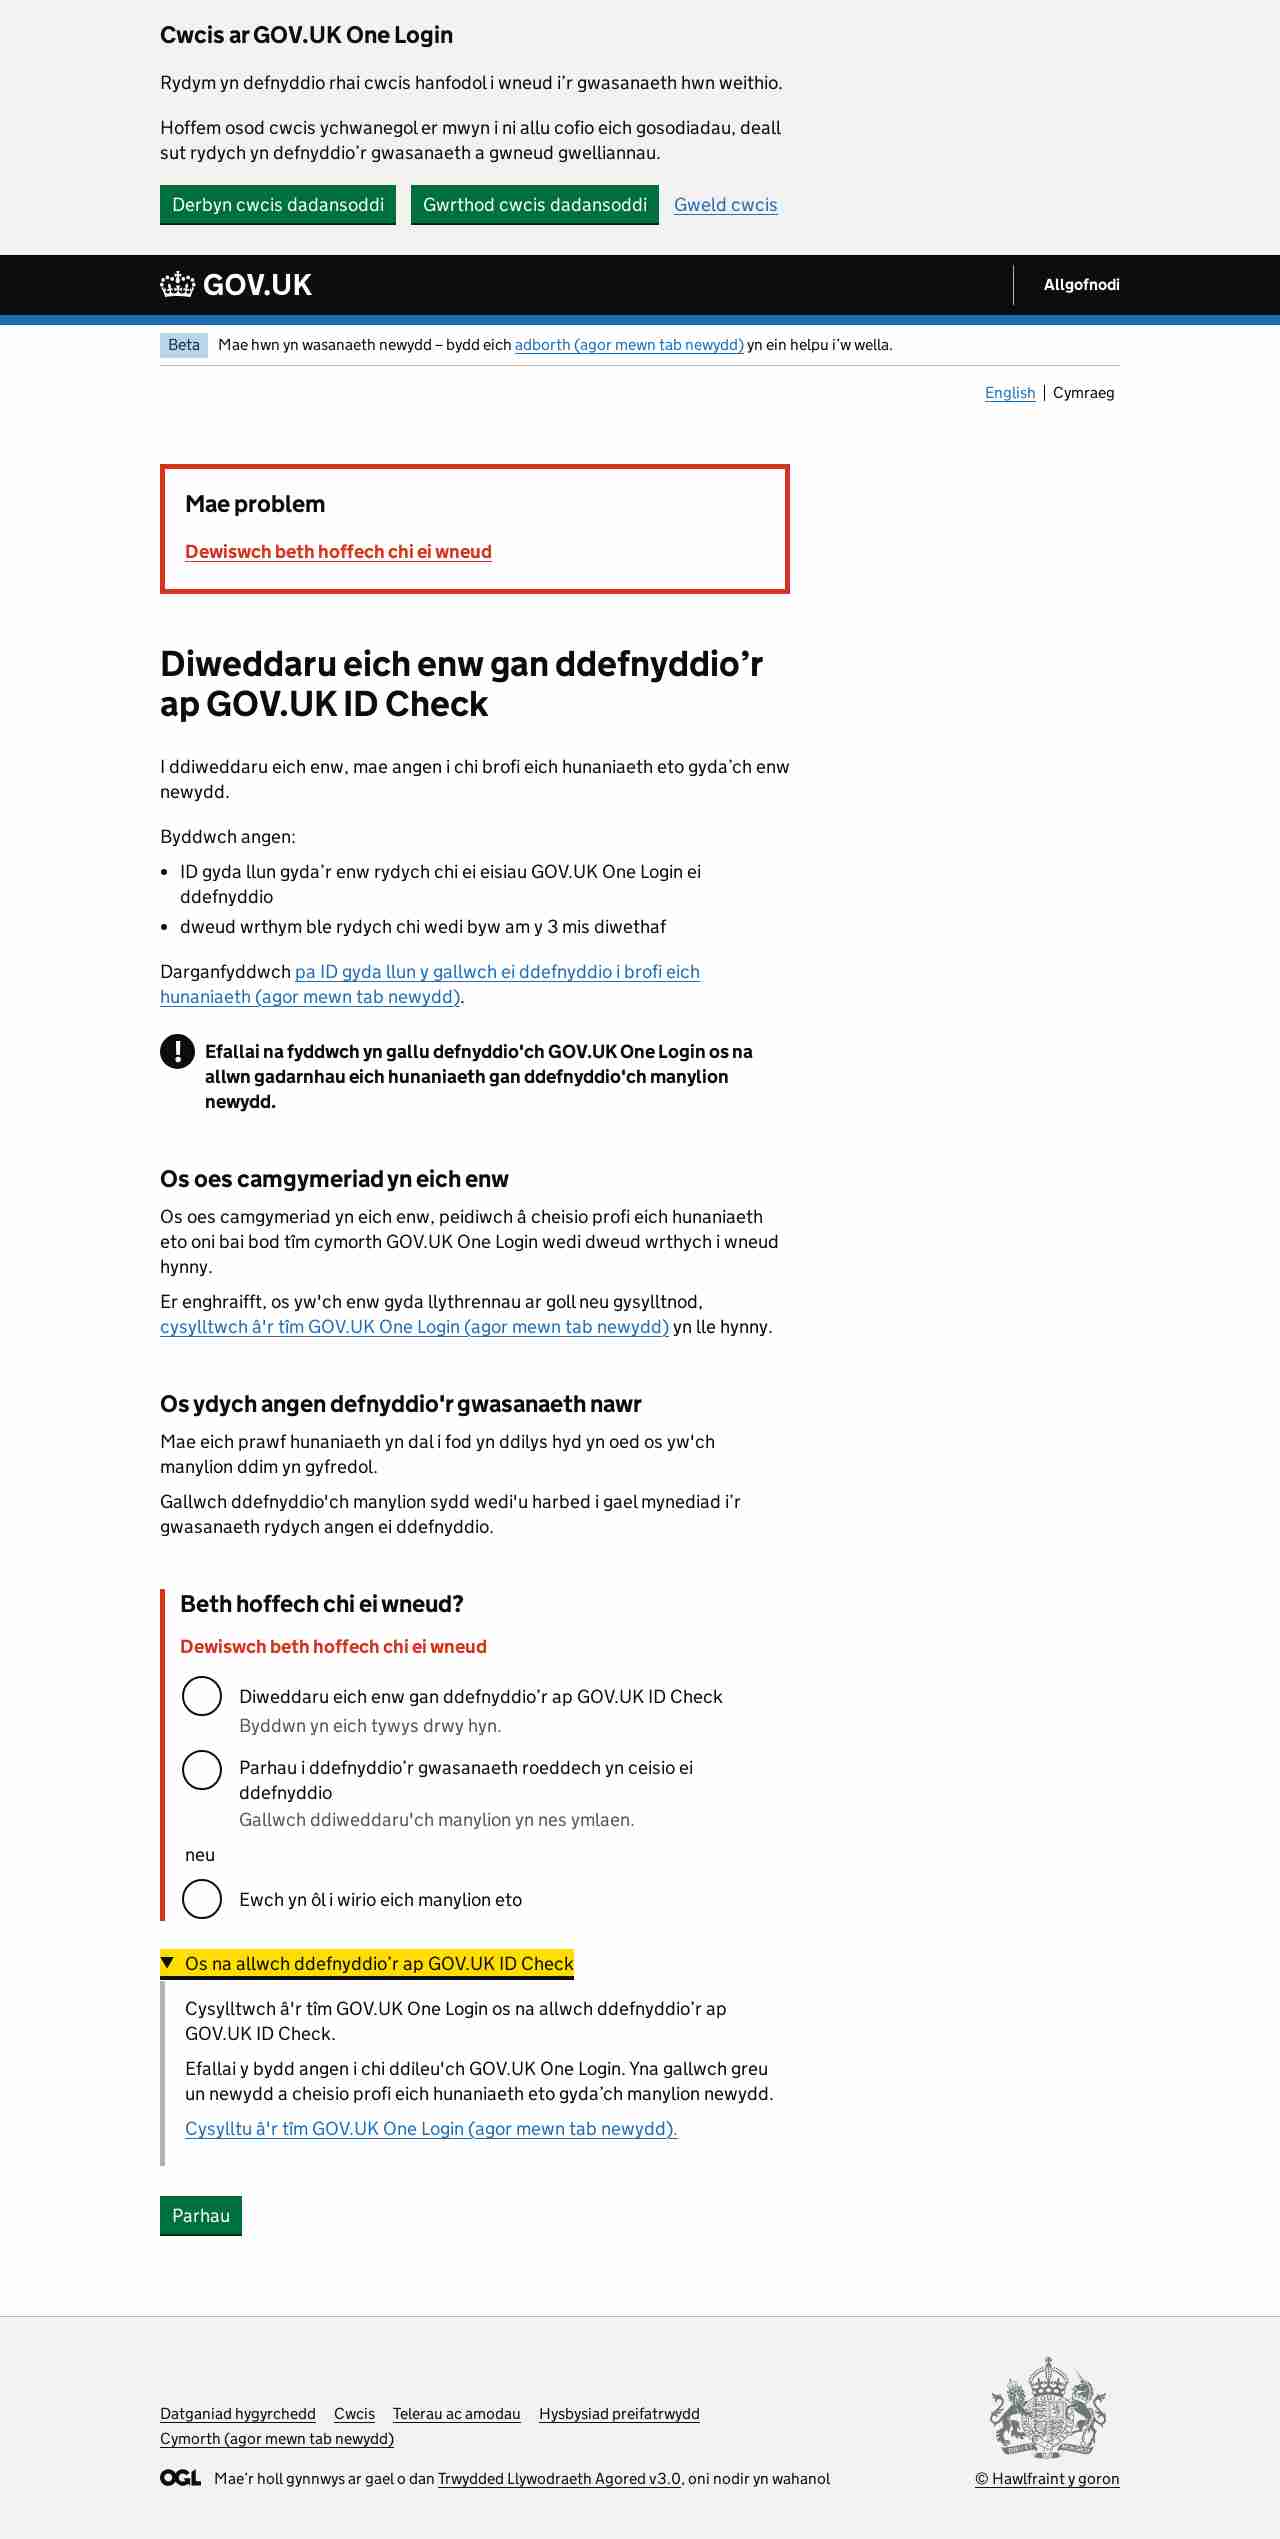 Cwcis ar GOV.UK One Login
Rydym yn defnyddio rhai cwcis hanfodol i wneud i’r gwasanaeth hwn weithio.
Hoffem osod cwcis ychwanegol er mwyn i ni allu cofio eich gosodiadau, deall
sut rydych yn defnyddio’r gwasanaeth a gwneud gwelliannau.
Derbyn cwcis dadansoddi Gwrthod cwcis dadansoddi Gweld cwcis
GOV.UK Allgofnodi
Beta Mae hwn yn wasanaeth newydd – bydd eich adborth (agor mewn tab newydd) yn ein helpu i’w wella.
English Cymraeg
Mae problem
Dewiswch beth hoffech chi ei wneud
Diweddaru eich enw gan ddefnyddio’r
ap GOV.UK ID Check
I ddiweddaru eich enw, mae angen i chi brofi eich hunaniaeth eto gyda’ch enw
newydd.
Byddwch angen:
• ID gyda llun gyda’r enw rydych chi ei eisiau GOV.UK One Login ei
ddefnyddio
• dweud wrthym ble rydych chi wedi byw am y 3 mis diwethaf
Darganfyddwch pa ID gyda llun y gallwch ei ddefnyddio i brofi eich
hunaniaeth (agor mewn tab newydd).
! Efallai na fyddwch yn gallu defnyddio'ch GOV.UK One Login os na
allwn gadarnhau eich hunaniaeth gan ddefnyddio'ch manylion
newydd.
Os oes camgymeriad yn eich enw
Os oes camgymeriad yn eich enw, peidiwch â cheisio profi eich hunaniaeth
eto oni bai bod tîm cymorth GOV.UK One Login wedi dweud wrthych i wneud
hynny.
Er enghraifft, os yw'ch enw gyda llythrennau ar goll neu gysylltnod,
cysylltwch â'r tîm GOV.UK One Login (agor mewn tab newydd) yn lle hynny.
Os ydych angen defnyddio'r gwasanaeth nawr
Mae eich prawf hunaniaeth yn dal i fod yn ddilys hyd yn oed os yw'ch
manylion ddim yn gyfredol.
Gallwch ddefnyddio'ch manylion sydd wedi'u harbed i gael mynediad i’r
gwasanaeth rydych angen ei ddefnyddio.
Beth hoffech chi ei wneud?
Dewiswch beth hoffech chi ei wneud
Diweddaru eich enw gan ddefnyddio’r ap GOV.UK ID Check
Byddwn yn eich tywys drwy hyn.
Parhau i ddefnyddio’r gwasanaeth roeddech yn ceisio ei
ddefnyddio
Gallwch ddiweddaru'ch manylion yn nes ymlaen.
neu
Ewch yn ôl i wirio eich manylion eto
Os na allwch ddefnyddio’r ap GOV.UK ID Check
Cysylltwch â'r tîm GOV.UK One Login os na allwch ddefnyddio’r ap
GOV.UK ID Check.
Efallai y bydd angen i chi ddileu'ch GOV.UK One Login. Yna gallwch greu
un newydd a cheisio profi eich hunaniaeth eto gyda’ch manylion newydd.
Cysylltu â'r tîm GOV.UK One Login (agor mewn tab newydd).
Parhau
Datganiad hygyrchedd Cwcis Telerau ac amodau Hysbysiad preifatrwydd
Cymorth (agor mewn tab newydd)
OGL Mae’r holl gynnwys ar gael o dan Trwydded Llywodraeth Agored v3.0, oni nodir yn wahanol
© Hawlfraint y goron